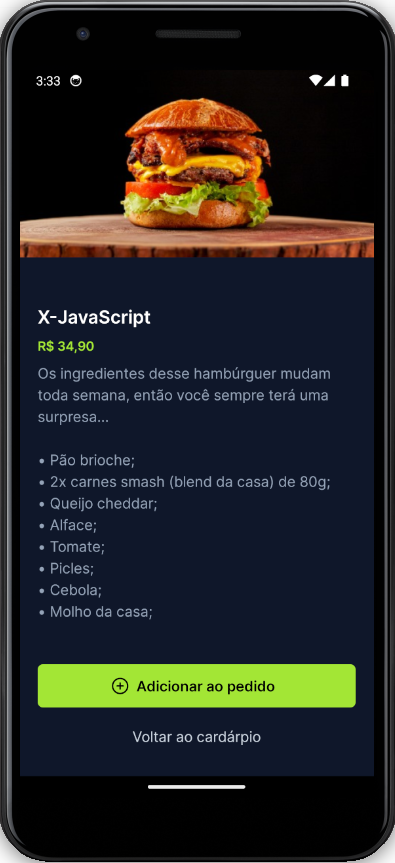 3:33
X-JavaScript
R$ 34,90
Os ingredientes desse hambúrguer mudam
toda semana, então você sempre terá uma
surpresa...
• Pão brioche;
• 2x carnes smash (blend da casa) de 80g;
• Queijo cheddar;
• Alface;
• Tomate;
• Picles;
• Cebola;
• Molho da casa;
Adicionar ao pedido
Voltar ao cardárpio